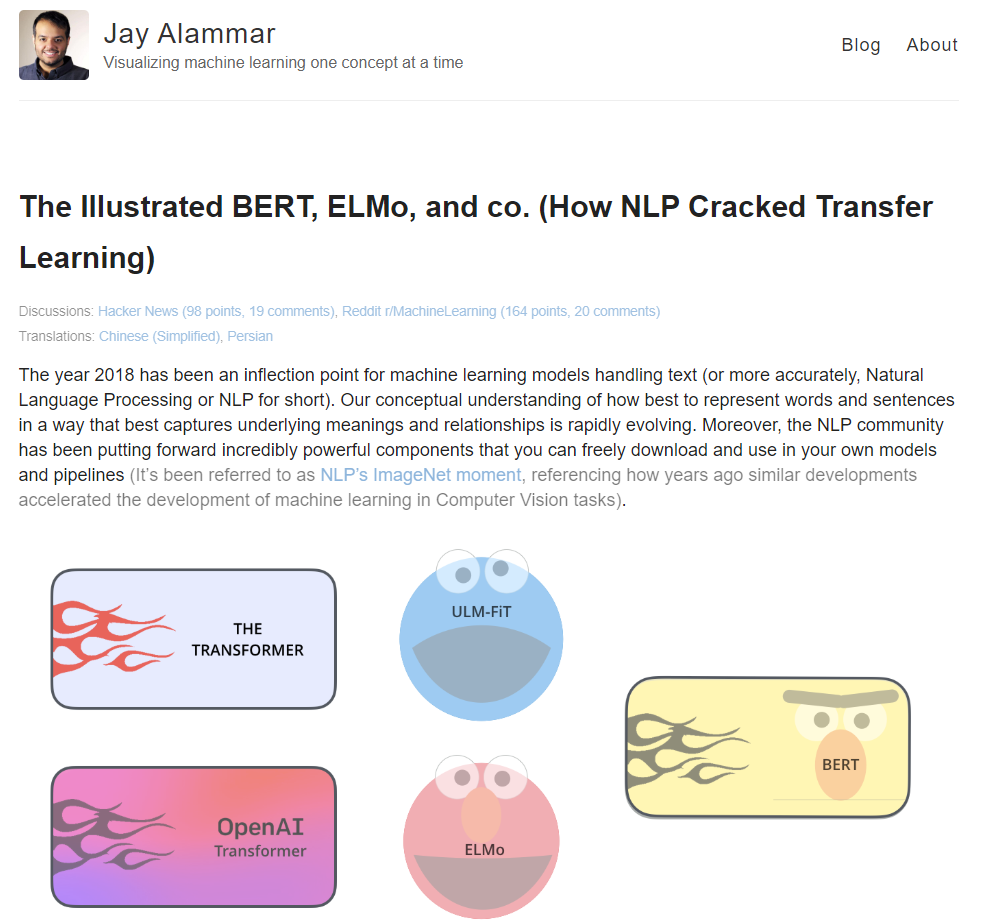 Jay Alammar
Visualizing machine learning one concept at a time
Blog About
The Illustrated BERT, ELMo, and co. (How NLP Cracked Transfer
Learning)
Discussions: Hacker News (98 points, 19 comments), Reddit r/MachineLearning (164 points, 20 comments)
Translations: Chinese (Simplified), Persian
The year 2018 has been an inflection point for machine learning models handling text (or more accurately, Natural
Language Processing or NLP for short). Our conceptual understanding of how best to represent words and sentences
in a way that best captures underlying meanings and relationships is rapidly evolving. Moreover, the NLP community
has been putting forward incredibly powerful components that you can freely download and use in your own models
and pipelines (It's been referred to as NLP's ImageNet moment, referencing how years ago similar developments
accelerated the development of machine learning in Computer Vision tasks).
THE
TRANSFORMER
ULM-FiT
BERT
OpenAI
Transformer
ELMo